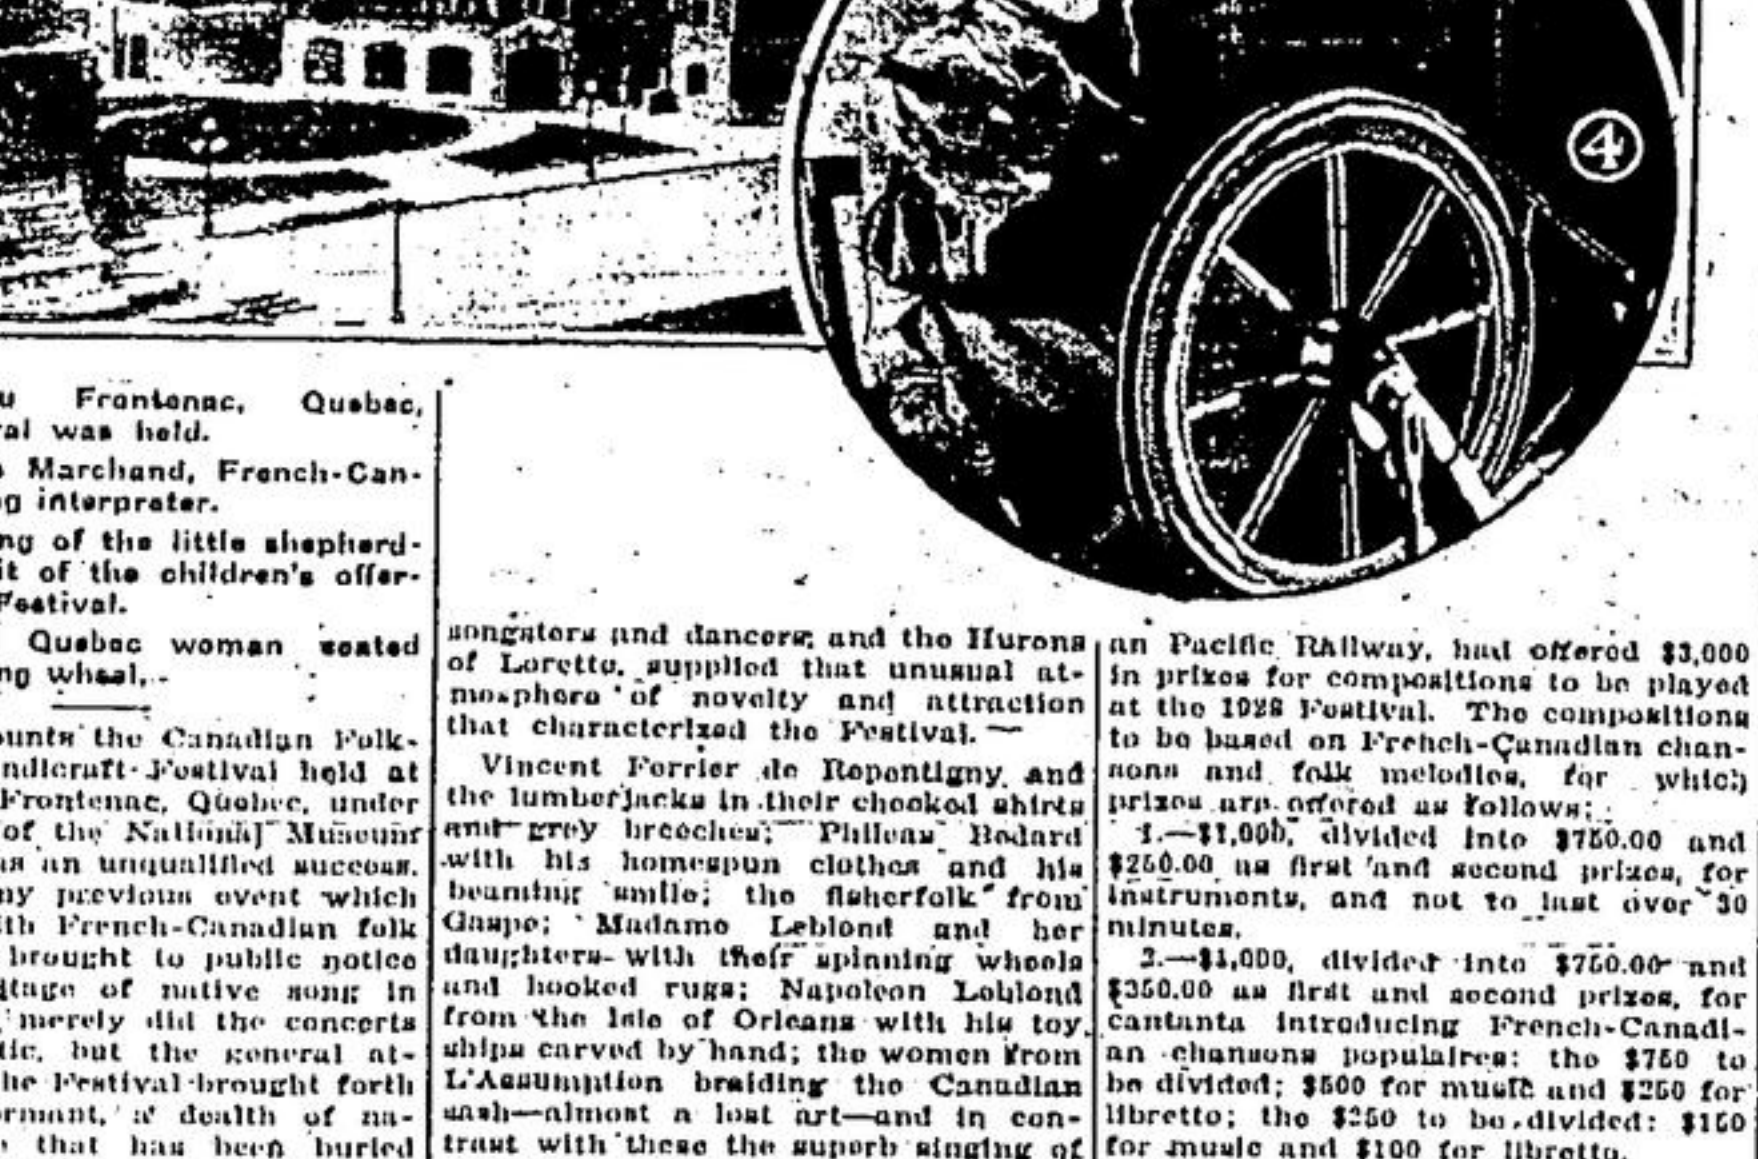 4
u Frontenac, Quebec,
ral was held.
Marchand, French-Can-
g interpreter.
ng of the little shepherd-
it of the children's offer-
Festival.
Quebec woman seated
ng wheel.
unts the Canadian Folk-
ndicraft Festival held at
Frontenac, Quebec, under
of the National Museum
as an unqualified success.
ny previous event which
th French-Canadian folk
brought to public notice
itage of native song in
merely did the concerts
tic, but the general at-
he Festival brought forth
ormant, a dealth of na-
that has been buried
songsters and dancers; and the Hurons
of Lorette, supplied that unusual at-
mosphere of novelty and attraction
that characterized the Festival.
Vincent Ferrier de Repentigny and
the lumberjacks in their checked shirts
and grey breeches; Phileas Bedard
with his homespun clothes and his
beaming smile; the fisherfolk from
Gaspe; Madame Leblond and her
daughters with their spinning wheels
and hooked rugs; Napoleon Leblond
from the Isle of Orleans with his toy
ships carved by hand; the women from
L'Assumption braiding the Canadian
sash—almost a lost art—and in con-
trast with these the superb singing of
an Pacific Railway, had offered $3,000
in prizes for compositions to be played
at the 1928 Festival. The compositions
to be based on French-Canadian chan-
sons and folk melodies, for which
prizes are offered as follows:
1.—$1,000, divided into $750.00 and
$250.00 as first and second prizes, for
instruments, and not to last over 30
minutes.
2.—$1,000, divided into $750.00 and
$250.00 as first and second prizes, for
cantanta introducing French-Canadi-
an chansons populaires: the $750 to
be divided; $500 for music and $250 for
libretto; the $250 to be divided: $150
for music and $100 for libretto.